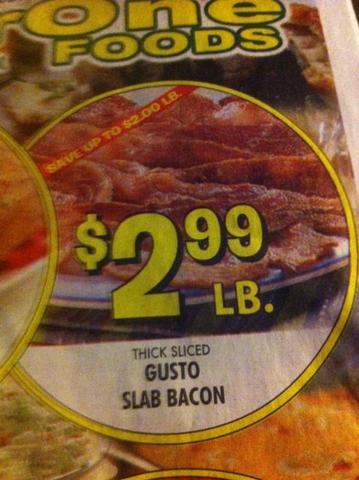 One
FOODS
SAVE UP TO $2.00 LB.
$2.99
LB.
THICK SLICED
GUSTO
SLAB BACON